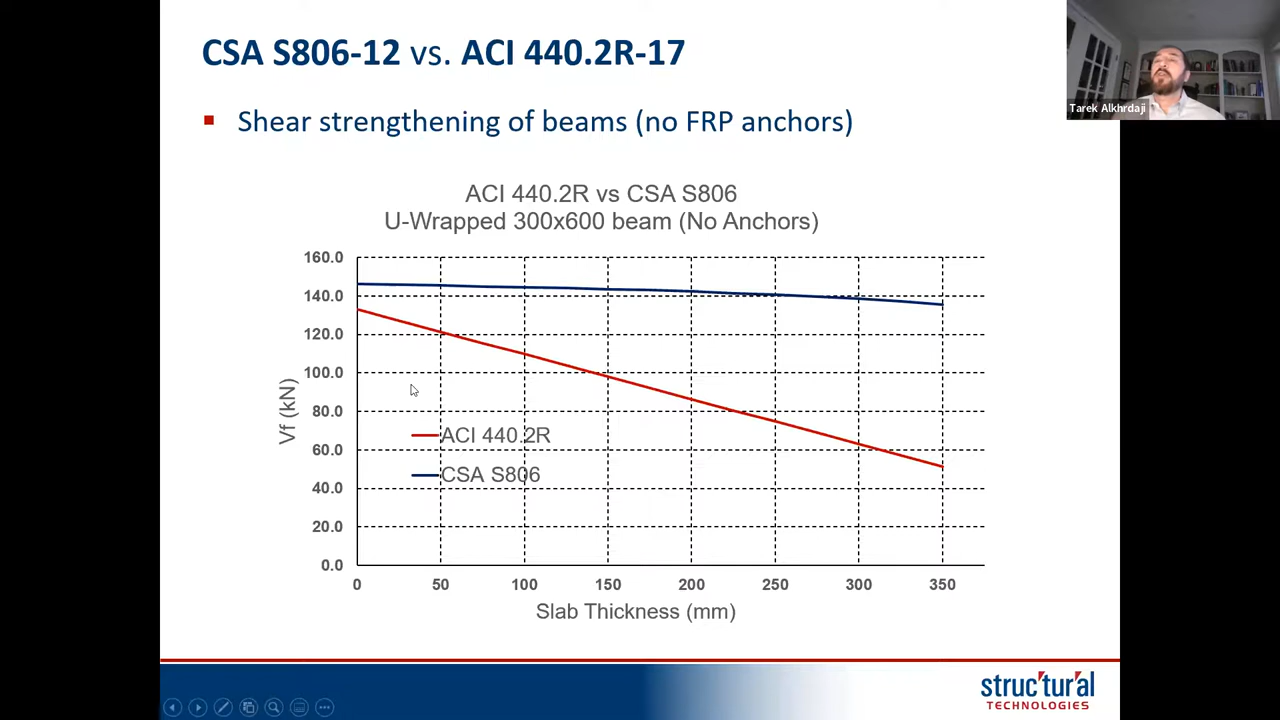 CSA S806-12 vs. ACI 440.2R-17
Tarek Alkhrdaji
Shear strengthening of beams (no FRP anchors)
ACI 440.2R vs CSA S806
U-Wrapped 300x600 beam (No Anchors)
160.0
140.0
120.0
100.0
80.0
60.0
40.0
20.0
0.0
Vf (kN)
ACI 440.2R
CSA S806
0 50 100 150 200 250 300 350
Slab Thickness (mm)
structural
TECHNOLOGIES